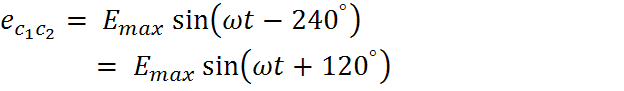 e_{c_1c_2} = E_{max} sin(ωt − 240°)
= E_{max} sin(ωt + 120°)